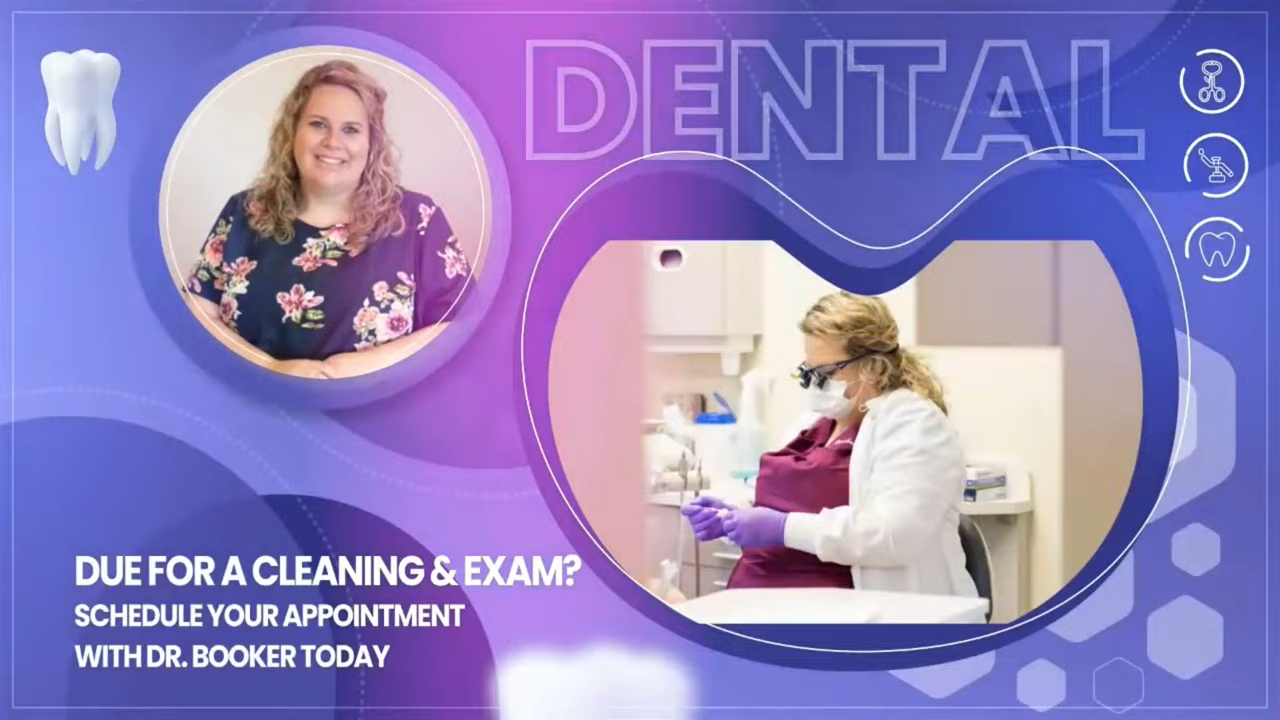 DENTAL
DUE FOR A CLEANING & EXAM?
SCHEDULE YOUR APPOINTMENT
WITH DR. BOOKER TODAY